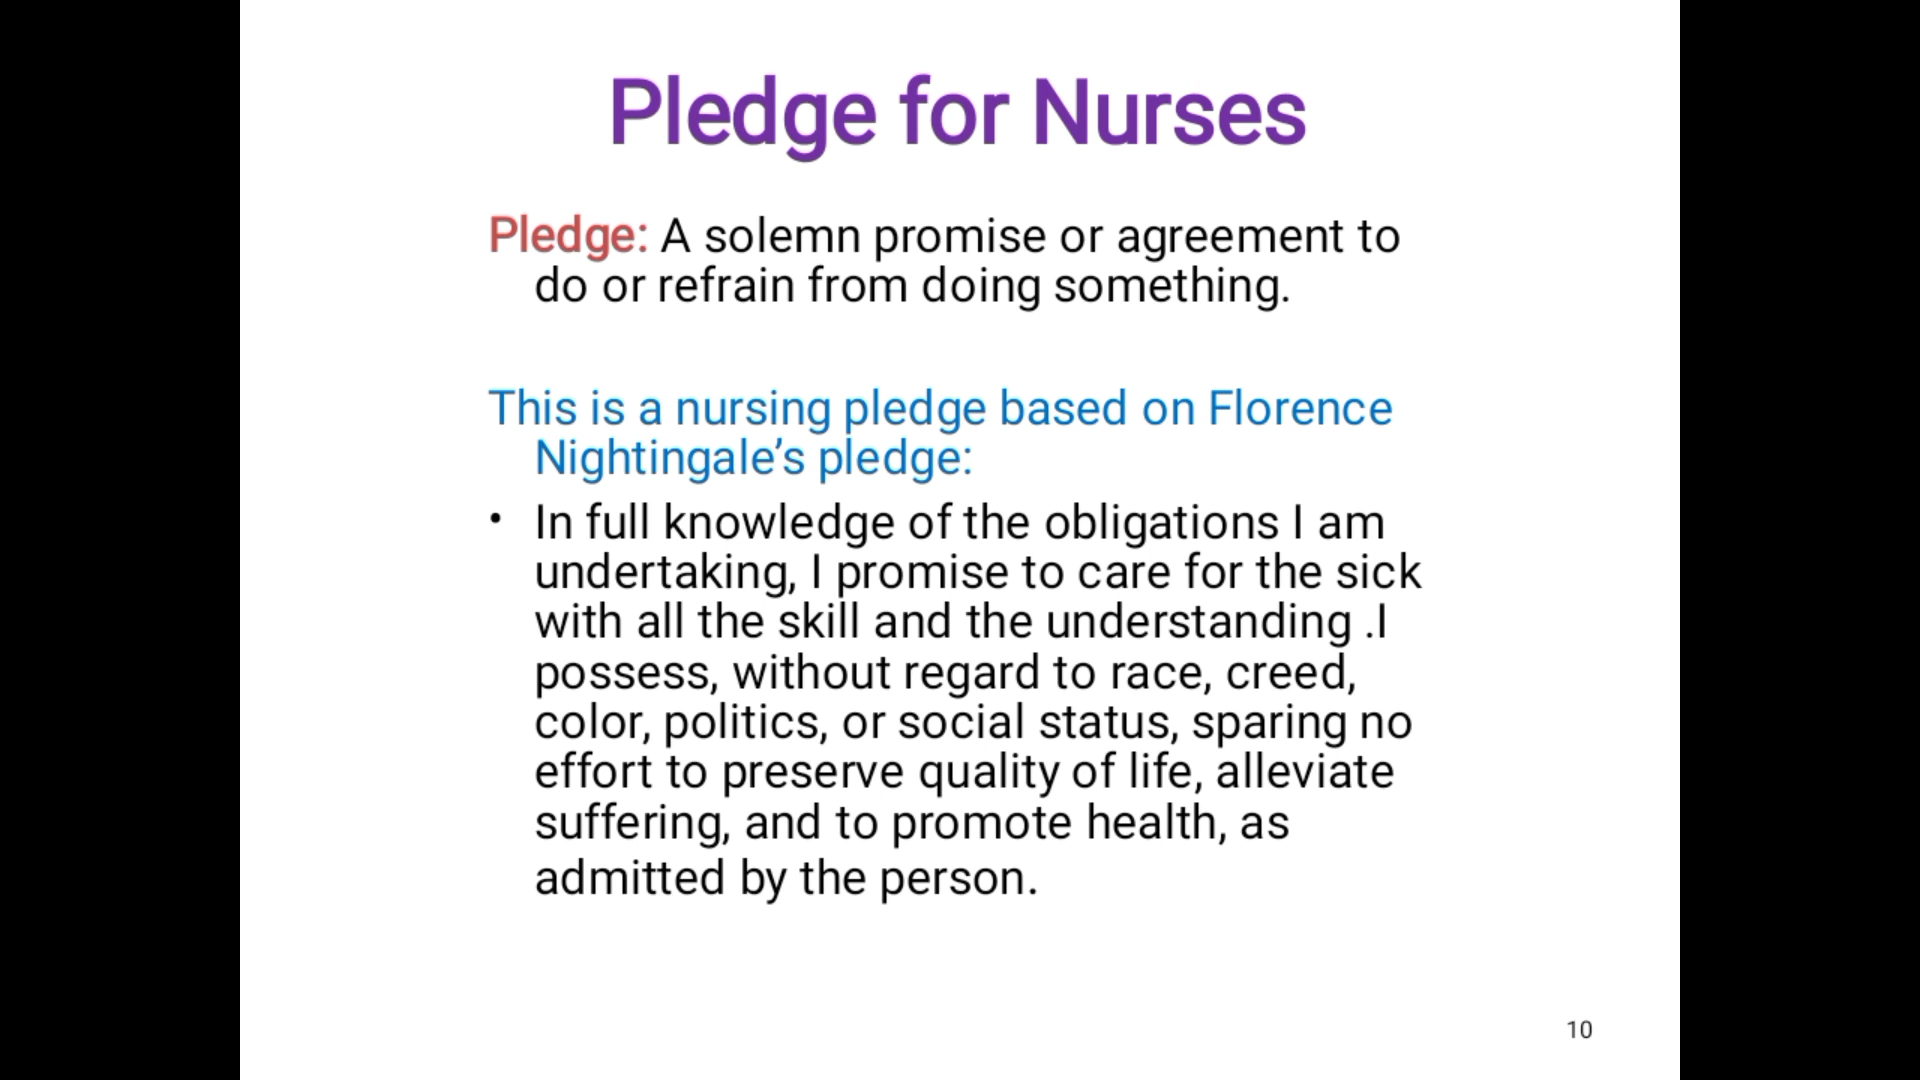 Pledge for Nurses
Pledge: A solemn promise or agreement to
do or refrain from doing something.
This is a nursing pledge based on Florence
Nightingale’s pledge:
• In full knowledge of the obligations I am
undertaking, I promise to care for the sick
with all the skill and the understanding .I
possess, without regard to race, creed,
color, politics, or social status, sparing no
effort to preserve quality of life, alleviate
suffering, and to promote health, as
admitted by the person.
10